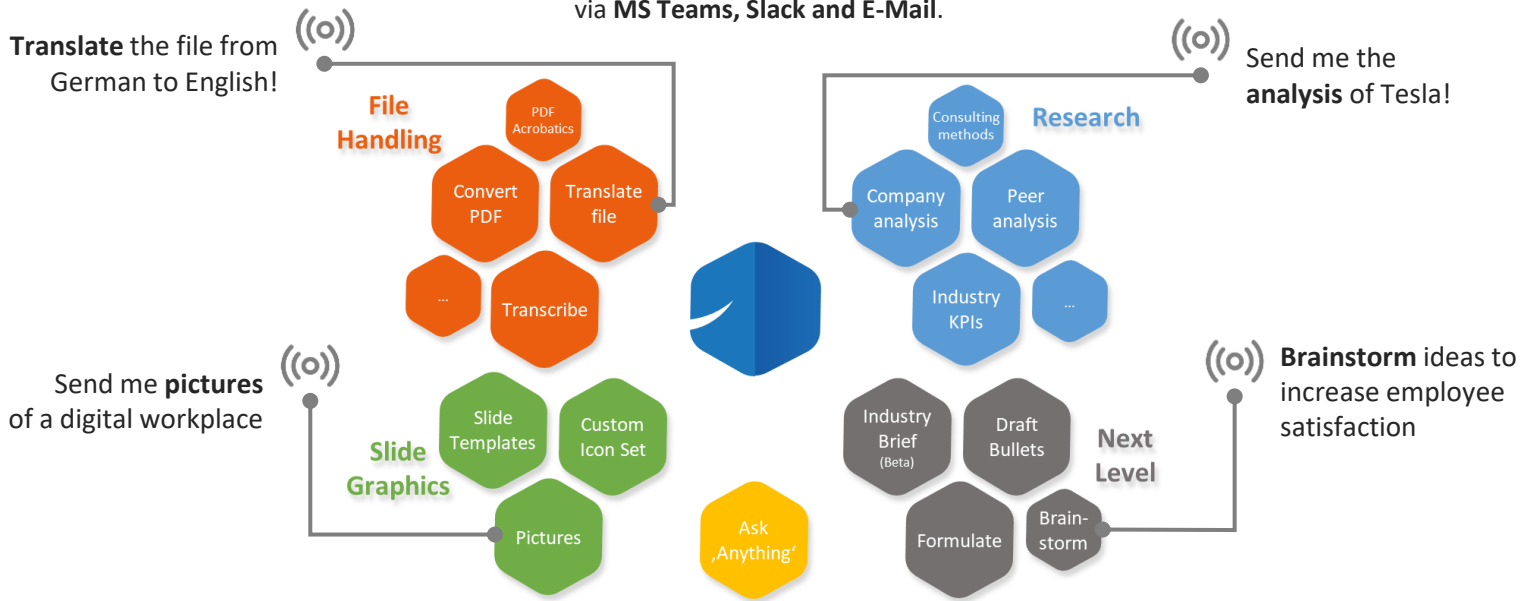 via MS Teams, Slack and E-Mail.
Translate the file from
German to English!
File
Handling
PDF
Acrobatics
Convert
PDF
Translate
file
...
Transcribe
Send me the
analysis of Tesla!
Consulting
methods
Research
Company
analysis
Peer
analysis
Industry
KPIs
...
Send me pictures
of a digital workplace
Slide
Templates
Custom
Icon Set
Slide
Graphics
Pictures
Ask
‚Anything‘
Industry
Brief
(Beta)
Draft
Bullets
Next
Level
Formulate
Brain-
storm
Brainstorm ideas to
increase employee
satisfaction